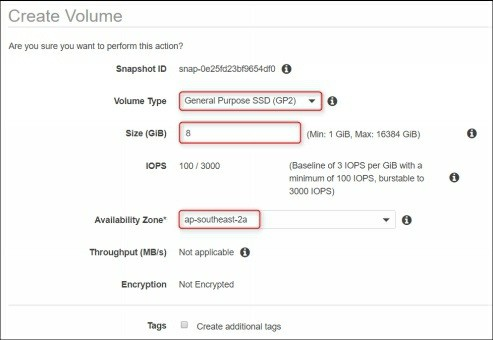 Create Volume
Are you sure you want to perform this action?
Snapshot ID snap-0e25fd23bf9654df0
Volume Type General Purpose SSD (GP2)
Size (GiB) 8 (Min: 1 GiB, Max: 16384 GiB)
IOPS 100 / 3000 (Baseline of 3 IOPS per GiB with a
minimum of 100 IOPS, burstable to
3000 IOPS)
Availability Zone* ap-southeast-2a
Throughput (MB/s) Not applicable
Encryption Not Encrypted
Tags Create additional tags